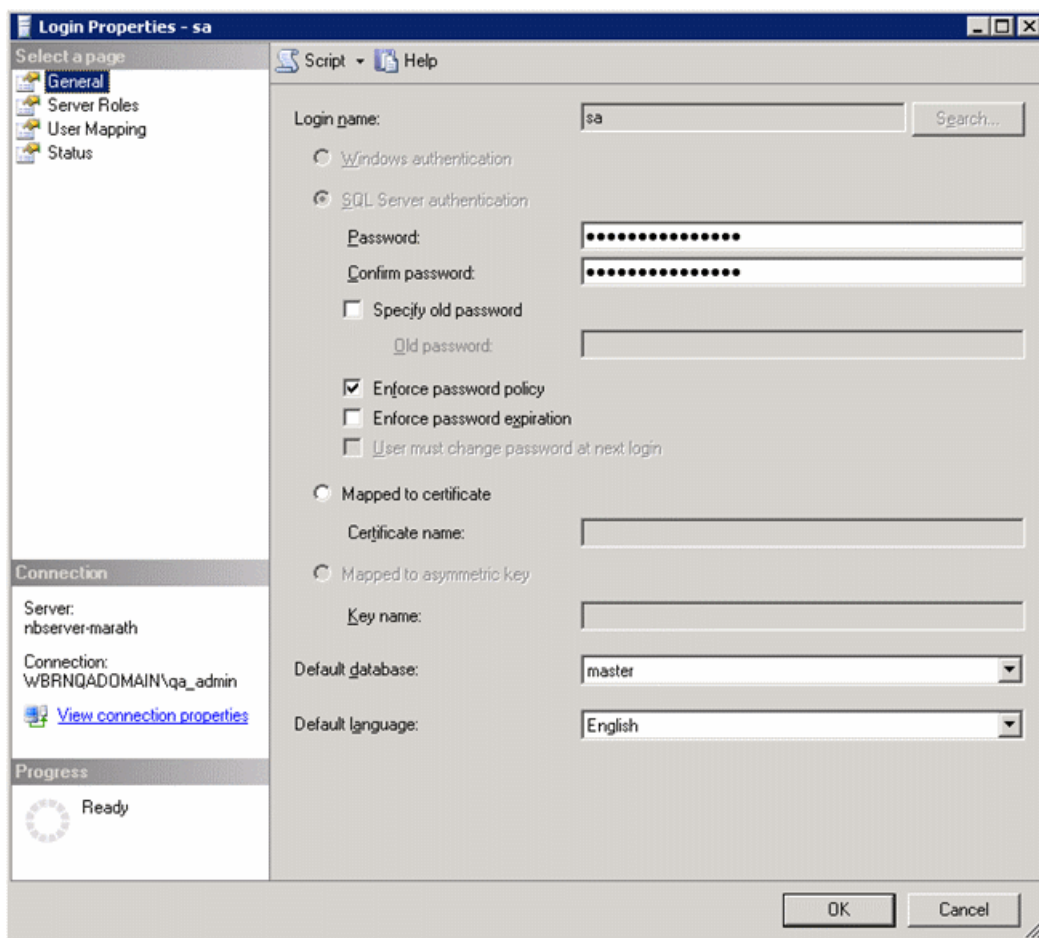 Login Properties - sa
Select a page
General
Server Roles
User Mapping
Status
Script
Help
Login name:
sa
Search...
Windows authentication
SQL Server authentication
Password:
●●●●●●●●●●●●●●●
Confirm password:
●●●●●●●●●●●●●●●
Specify old password
Old password:
Enforce password policy
Enforce password expiration
User must change password at next login
Mapped to certificate
Certificate name:
Mapped to asymmetric key
Key name:
Default database:
master
Default language:
English
Connection
Server:
nbserver-marath
Connection:
WBRNQADOMAIN\qa_admin
View connection properties
Progress
Ready
OK
Cancel